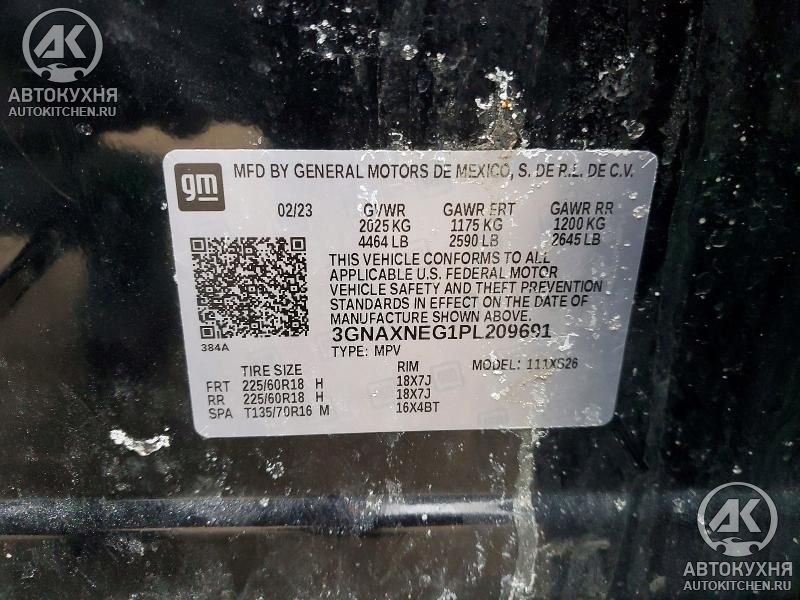 AK
АВТОКУХНЯ
AUTOKITCHEN.RU
gm
MFD BY GENERAL MOTORS DE MEXICO, S. DE R.L. DE C.V.
02/23 GVWR GAWR FRT GAWR RR
2025 KG 1175 KG 1200 KG
4464 LB 2590 LB 2645 LB
THIS VEHICLE CONFORMS TO ALL
APPLICABLE U.S. FEDERAL MOTOR
VEHICLE SAFETY AND THEFT PREVENTION
STANDARDS IN EFFECT ON THE DATE OF
MANUFACTURE SHOWN ABOVE.
3GNAXNEG1PL209691
384A
TYPE: MPV MODEL: 111XS26
TIRE SIZE RIM
FRT 225/60R18 H 18X7J
RR 225/60R18 H 18X7J
SPA T135/70R16 M 16X4BT
AK
АВТОКУХНЯ
AUTOKITCHEN.RU